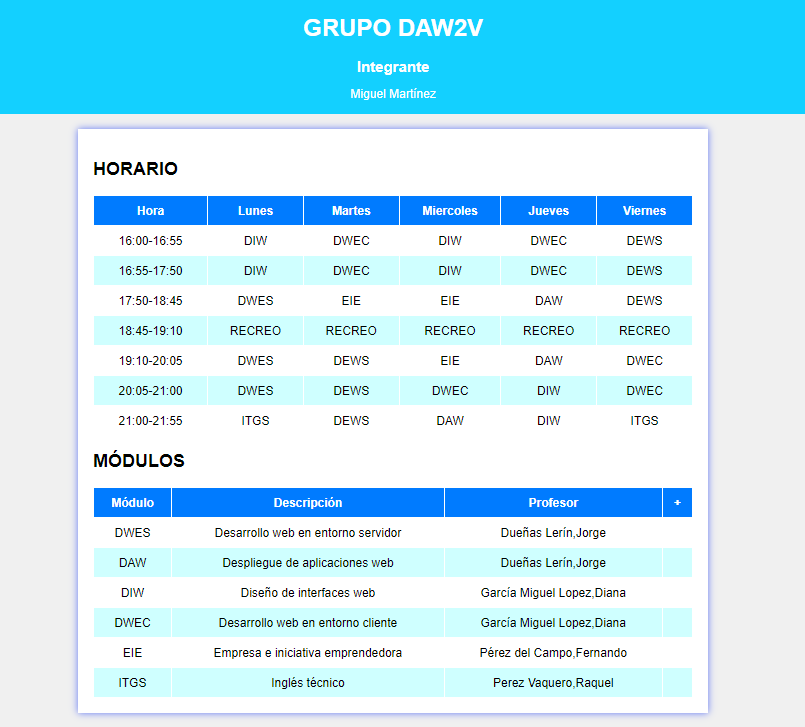 GRUPO DAW2V
Integrante
Miguel Martínez
HORARIO
Hora Lunes Martes Miercoles Jueves Viernes
16:00-16:55 DIW DWEC DIW DWEC DEWS
16:55-17:50 DIW DWEC DIW DWEC DEWS
17:50-18:45 DWES EIE EIE DAW DEWS
18:45-19:10 RECREO RECREO RECREO RECREO RECREO
19:10-20:05 DWES DEWS EIE DAW DWEC
20:05-21:00 DWES DEWS DWEC DIW DWEC
21:00-21:55 ITGS DEWS DAW DIW ITGS
MÓDULOS
Módulo Descripción Profesor +
DWES Desarrollo web en entorno servidor Dueñas Lerín,Jorge
DAW Despliegue de aplicaciones web Dueñas Lerín,Jorge
DIW Diseño de interfaces web García Miguel Lopez,Diana
DWEC Desarrollo web en entorno cliente García Miguel Lopez,Diana
EIE Empresa e iniciativa emprendedora Pérez del Campo,Fernando
ITGS Inglés técnico Perez Vaquero,Raquel